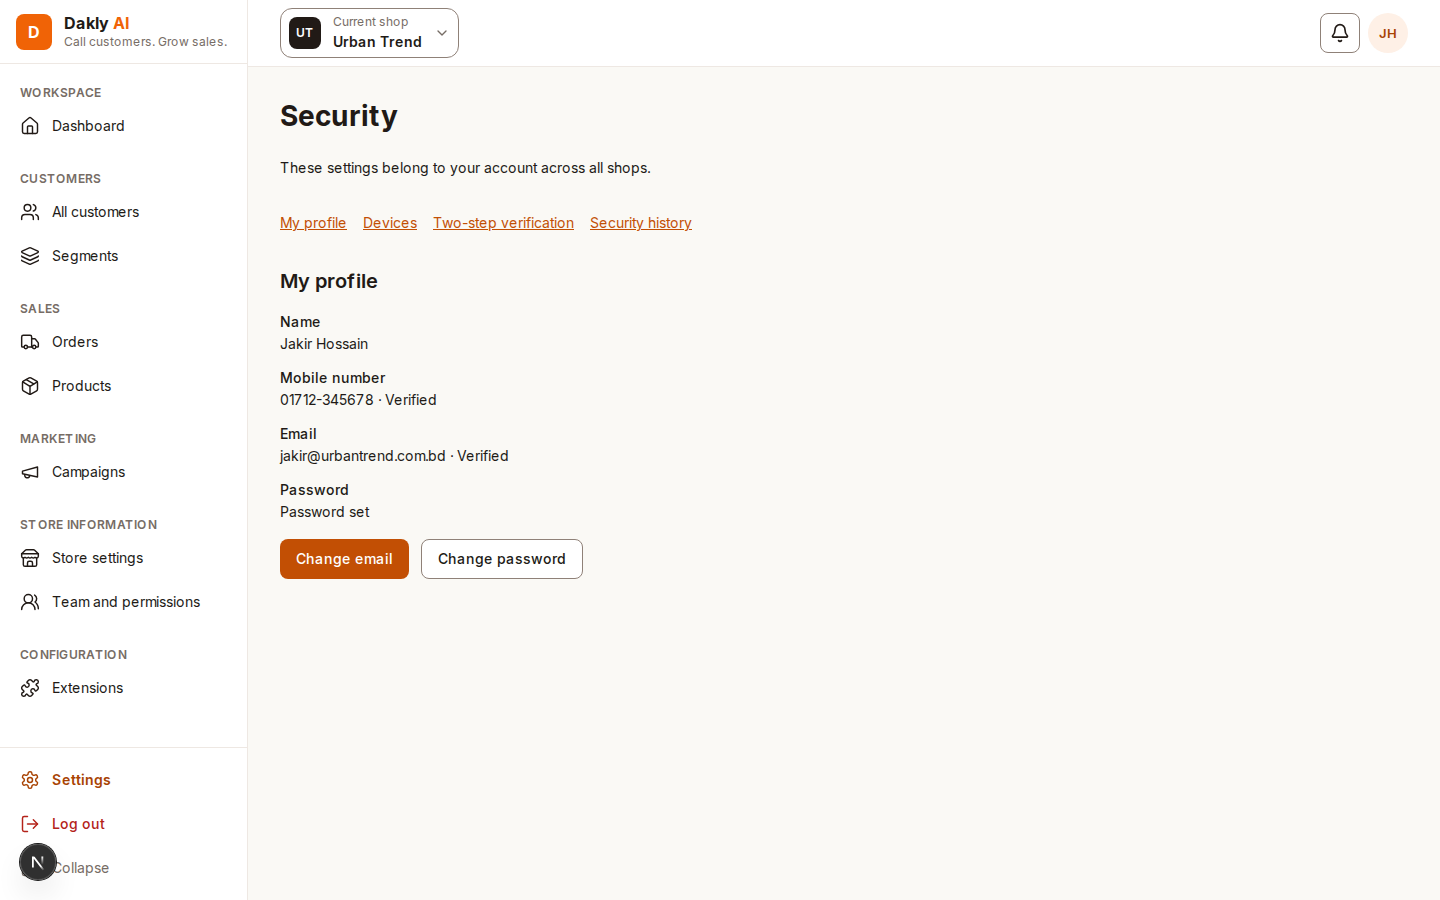 D
Dakly AI
Call customers. Grow sales.
WORKSPACE
Dashboard
CUSTOMERS
All customers
Segments
SALES
Orders
Products
MARKETING
Campaigns
STORE INFORMATION
Store settings
Team and permissions
CONFIGURATION
Extensions
Settings
Log out
N
Collapse
UT
Current shop
Urban Trend
JH
Security
These settings belong to your account across all shops.
My profile Devices Two-step verification Security history
My profile
Name
Jakir Hossain
Mobile number
01712-345678 · Verified
Email
jakir@urbantrend.com.bd · Verified
Password
Password set
Change email Change password